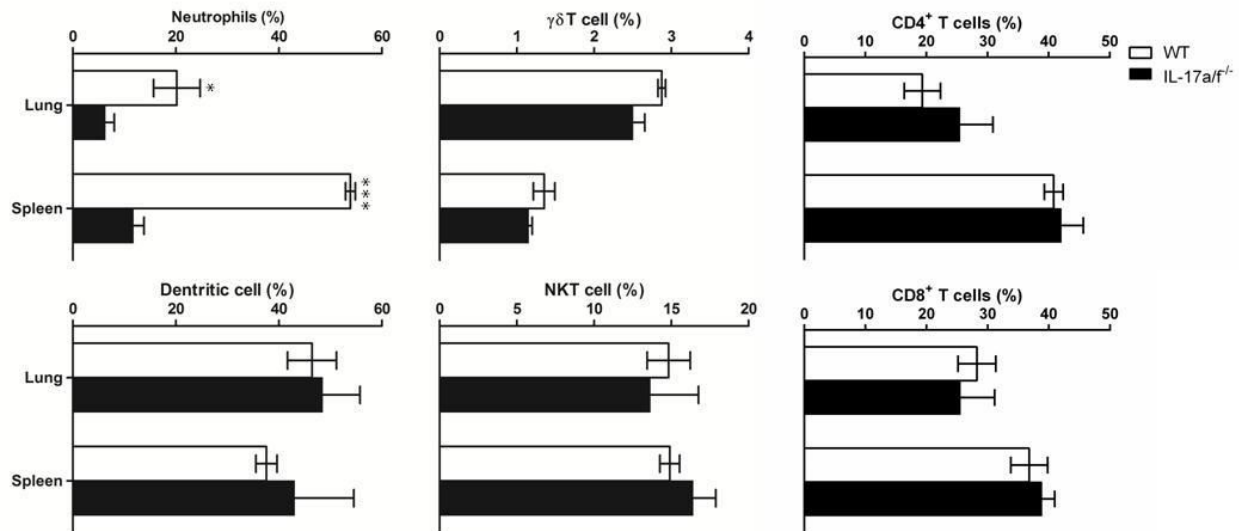 Neutrophils (%)
0 20 40 60
Lung
*
Spleen
***
γδT cell (%)
0 1 2 3 4
CD4+ T cells (%)
0 10 20 30 40 50
WT
IL-17a/f-/-
Dentritic cell (%)
0 20 40 60
Lung
Spleen
NKT cell (%)
0 5 10 15 20
CD8+ T cells (%)
0 10 20 30 40 50